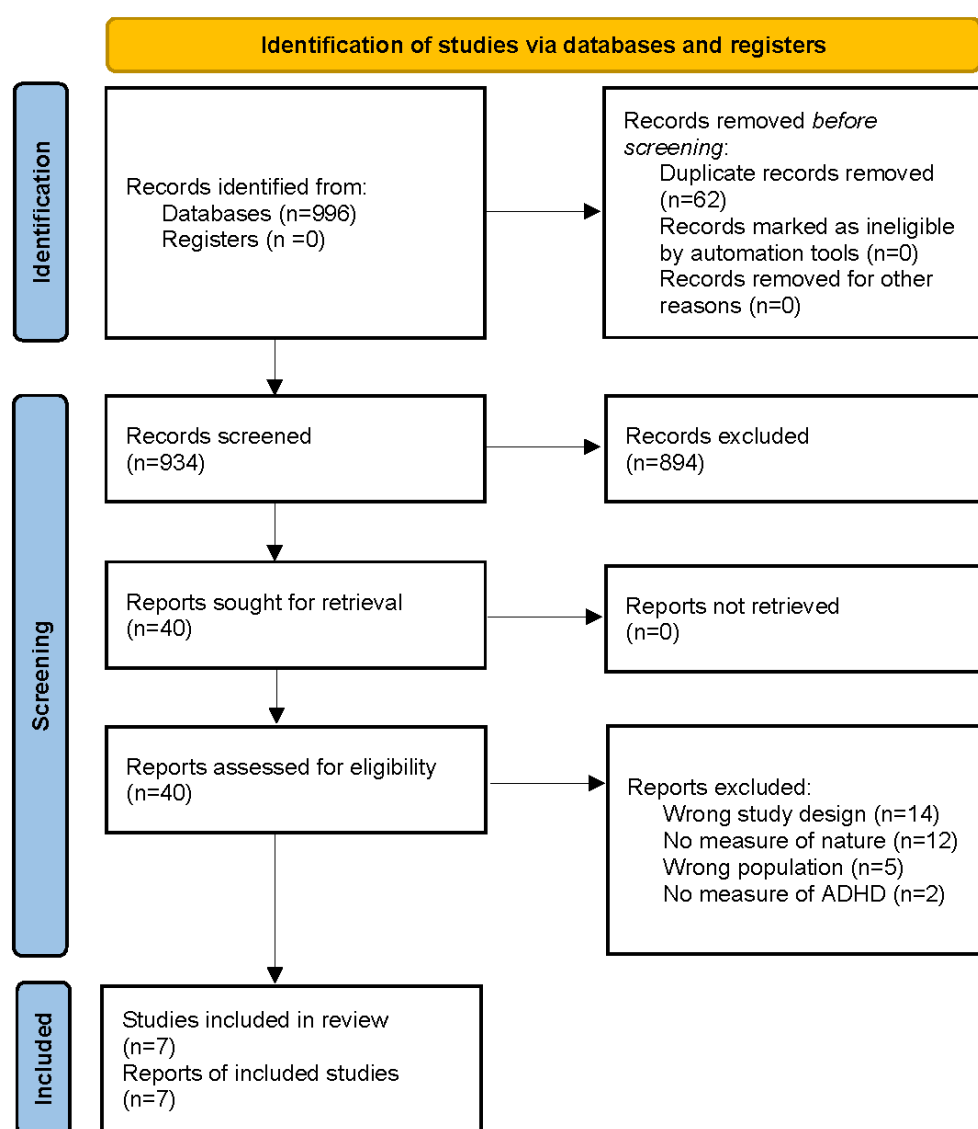 Identification of studies via databases and registers
Identification
Records identified from:
Databases (n=996)
Registers (n =0)
Records removed before
screening:
Duplicate records removed
(n=62)
Records marked as ineligible
by automation tools (n=0)
Records removed for other
reasons (n=0)
Screening
Records screened
(n=934)
Records excluded
(n=894)
Reports sought for retrieval
(n=40)
Reports not retrieved
(n=0)
Reports assessed for eligibility
(n=40)
Reports excluded:
Wrong study design (n=14)
No measure of nature (n=12)
Wrong population (n=5)
No measure of ADHD (n=2)
Included
Studies included in review
(n=7)
Reports of included studies
(n=7)